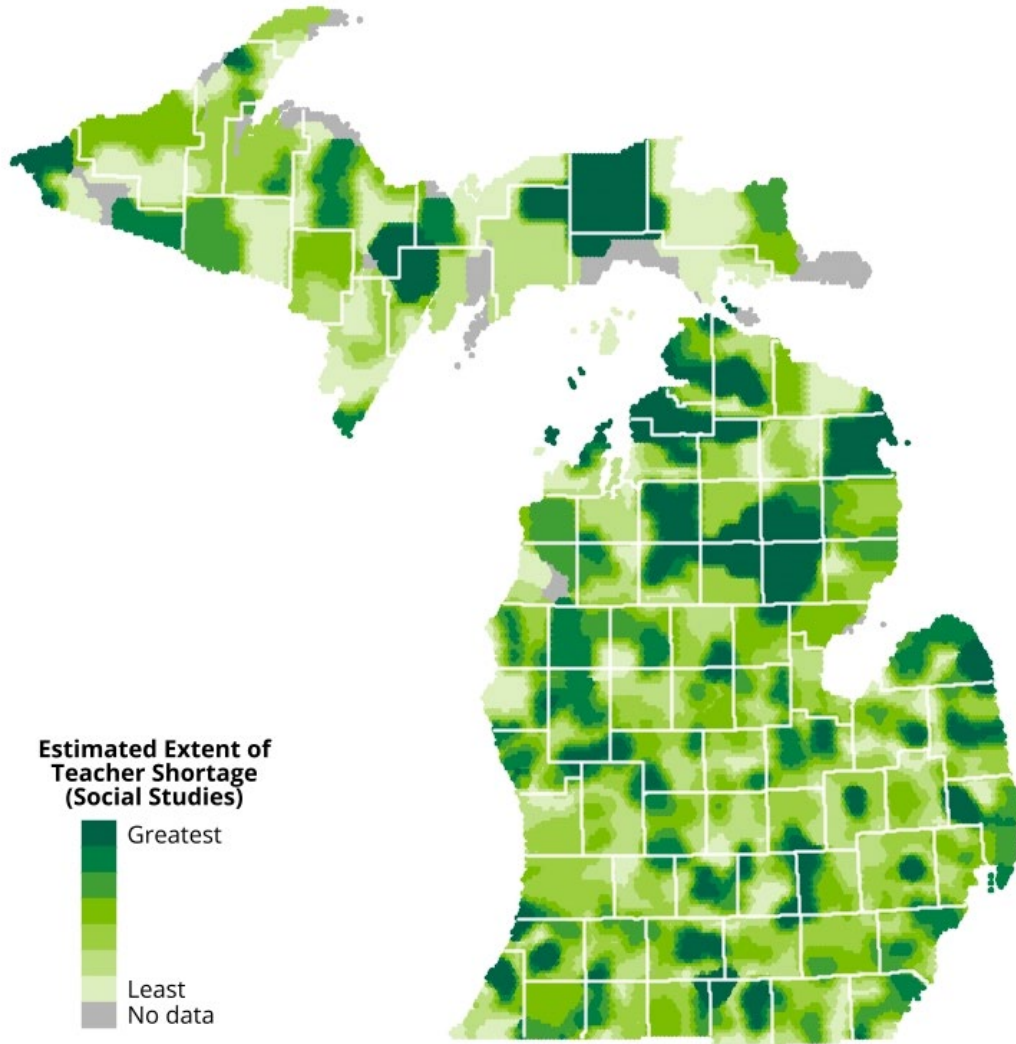 Estimated Extent of
Teacher Shortage
(Social Studies)
Greatest
Least
No data